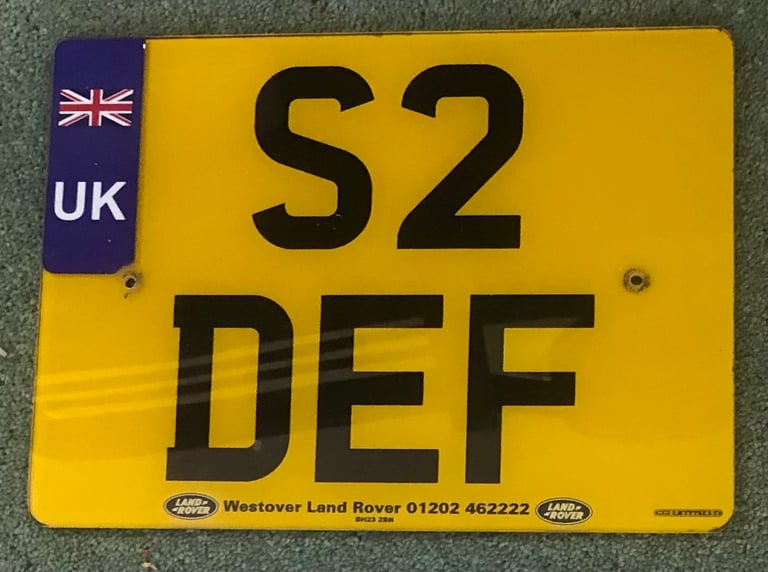 UK
S2
DEF
LAND ROVER Westover Land Rover 01202 462222 LAND ROVER
BH23 2BN